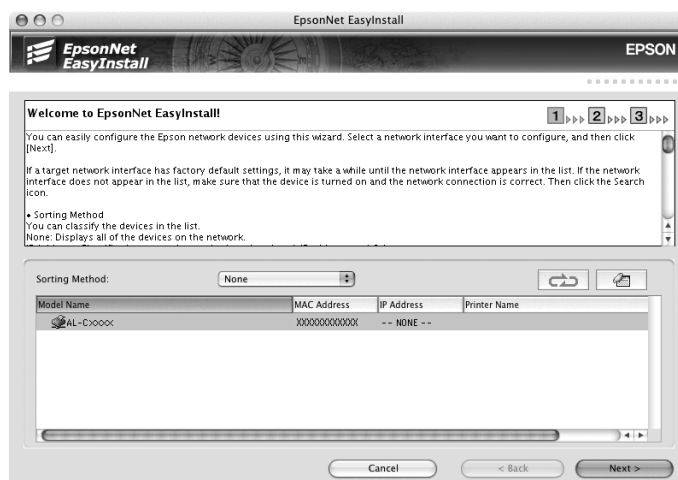 EpsonNet EasyInstall
EpsonNet
EasyInstall
EPSON
Welcome to EpsonNet EasyInstall!
1 2 3
You can easily configure the Epson network devices using this wizard. Select a network interface you want to configure, and then click
[Next].
If a target network interface has factory default settings, it may take a while until the network interface appears in the list. If the network
interface does not appear in the list, make sure that the device is turned on and the network connection is correct. Then click the Search
icon.
• Sorting Method
You can classify the devices in the list.
None: Displays all of the devices on the network.
Sorting Method: None
Model Name MAC Address IP Address Printer Name
AL-Cxxxx XXXXXXXXXXXX -- NONE --
Cancel < Back Next >